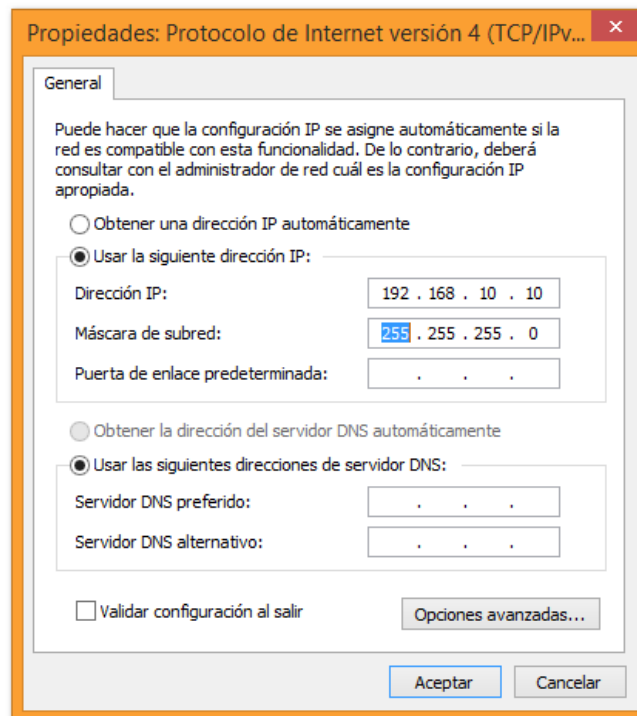 Propiedades: Protocolo de Internet versión 4 (TCP/IPv...
General
Puede hacer que la configuración IP se asigne automáticamente si la
red es compatible con esta funcionalidad. De lo contrario, deberá
consultar con el administrador de red cuál es la configuración IP
apropiada.
Obtener una dirección IP automáticamente
Usar la siguiente dirección IP:
Dirección IP: 192 . 168 . 10 . 10
Máscara de subred: 255 . 255 . 255 . 0
Puerta de enlace predeterminada: . . .
Obtener la dirección del servidor DNS automáticamente
Usar las siguientes direcciones de servidor DNS:
Servidor DNS preferido: . . .
Servidor DNS alternativo: . . .
Validar configuración al salir Opciones avanzadas...
Aceptar Cancelar